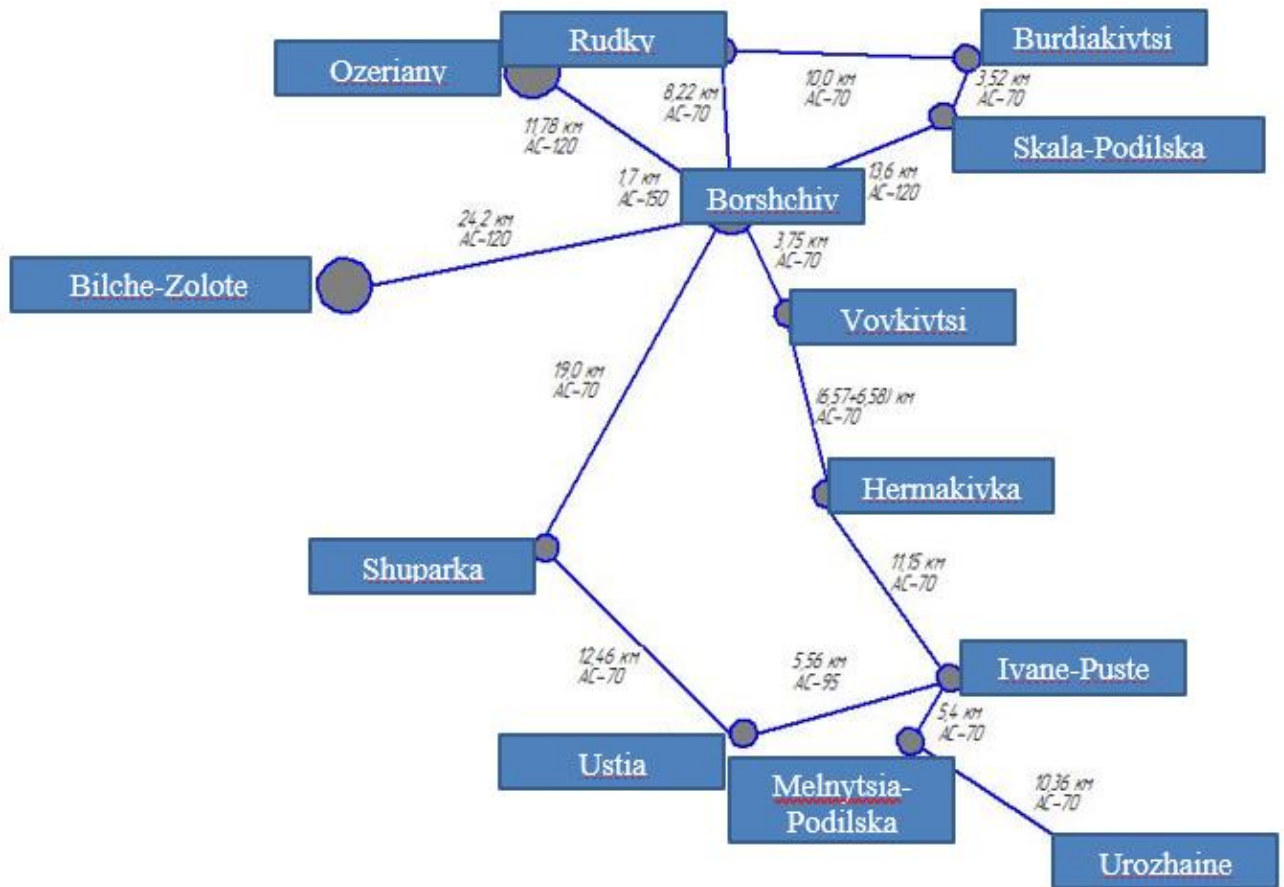 Rudky
Burdiakivtsi
Ozeriany
10,0 км
АС-70
8,22 км
АС-70
3,52 км
АС-70
11,78 км
АС-120
Skala-Podilska
1,7 км
АС-150
Borshchiv
13,6 км
АС-120
24,2 км
АС-120
3,75 км
АС-70
Bilche-Zolote
Vovkivtsi
19,0 км
АС-70
(6,57+6,58) км
АС-70
Hermakivka
Shuparka
11,15 км
АС-70
12,46 км
АС-70
5,56 км
АС-95
Ivane-Puste
5,4 км
АС-70
Ustia
Melnytsia-
Podilska
10,36 км
АС-70
Urozhaine